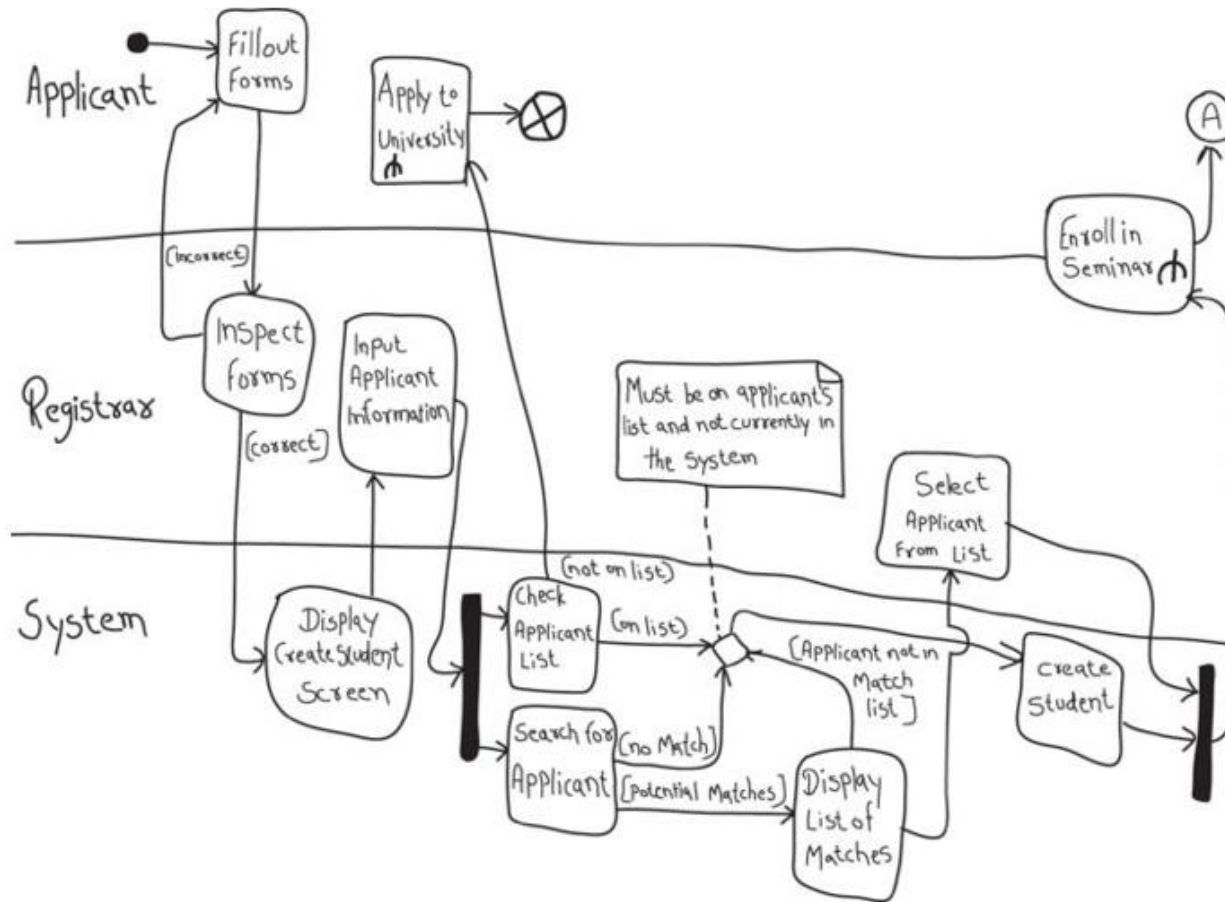 Applicant
Fillout
Forms
Apply to
University
A
Enroll in
Seminar
[Incorrect]
Registrar
Inspect
forms
[correct]
Input
Applicant
Information
Must be on applicant's
list and not currently in
the system
Select
Applicant
From List
System
Display
Create Student
Screen
(not on list)
Check
Applicant
List
(on list)
Search for
Applicant
[no Match]
[potential Matches]
[Applicant not in
Match
list]
Display
List of
Matches
Create
Student